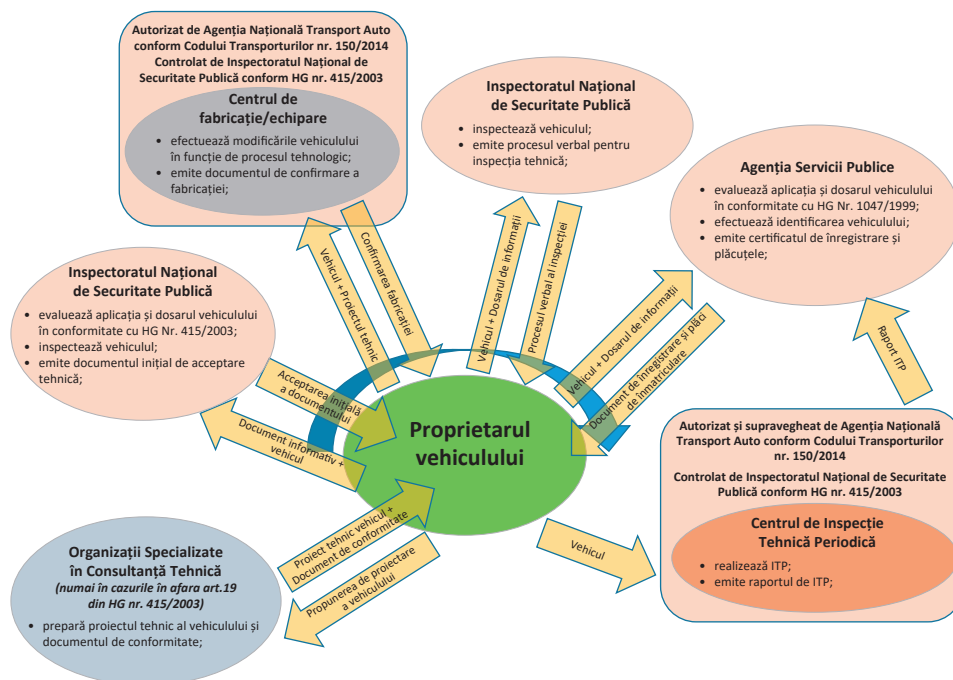 Autorizat de Agenția Națională Transport Auto
conform Codului Transporturilor nr. 150/2014
Controlat de Inspectoratul Național de
Securitate Publică conform HG nr. 415/2003
Centrul de
fabricație/echipare
• efectuează modificările vehiculului
în funcție de procesul tehnologic;
• emite documentul de confirmare a
fabricației;
Inspectoratul Național
de Securitate Publică
• inspectează vehiculul;
• emite procesul verbal pentru
inspecția tehnică;
Agenția Servicii Publice
• evaluează aplicația și dosarul vehiculului
în conformitate cu HG Nr. 1047/1999;
• efectuează identificarea vehiculului;
• emite certificatul de înregistrare și
plăcuțele;
Inspectoratul Național
de Securitate Publică
• evaluează aplicația și dosarul vehiculului
în conformitate cu HG Nr. 415/2003;
• inspectează vehiculul;
• emite documentul inițial de acceptare
tehnică;
Vehicul + Proiectul tehnic
Confirmarea fabricației
Vehicul + Dosarul de informații
Procesul verbal al inspecției
Vehicul + Dosarul de informații
Document de înregistrare și plăci
de înmatriculare
Raport ITP
Acceptarea inițială
a documentului
Document informativ +
vehicul
Proprietarul
vehiculului
Autorizat și supravegheat de Agenția Națională
Transport Auto conform Codului Transporturilor
nr. 150/2014
Controlat de Inspectoratul Național de Securitate
Publică conform HG nr. 415/2003
Centrul de Inspecție
Tehnică Periodică
• realizează ITP;
• emite raportul de ITP;
Vehicul
Proiect tehnic vehicul +
Document de conformitate
Propunerea de proiectare
a vehiculului
Organizații Specializate
în Consultanță Tehnică
(numai în cazurile în afara art.19
din HG nr. 415/2003)
• prepară proiectul tehnic al vehiculului și
documentul de conformitate;